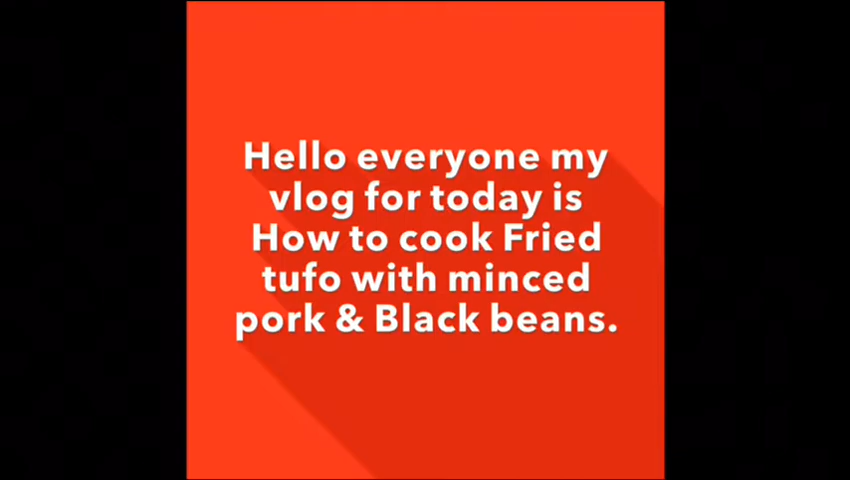 Hello everyone my
vlog for today is
How to cook Fried
tufo with minced
pork & Black beans.